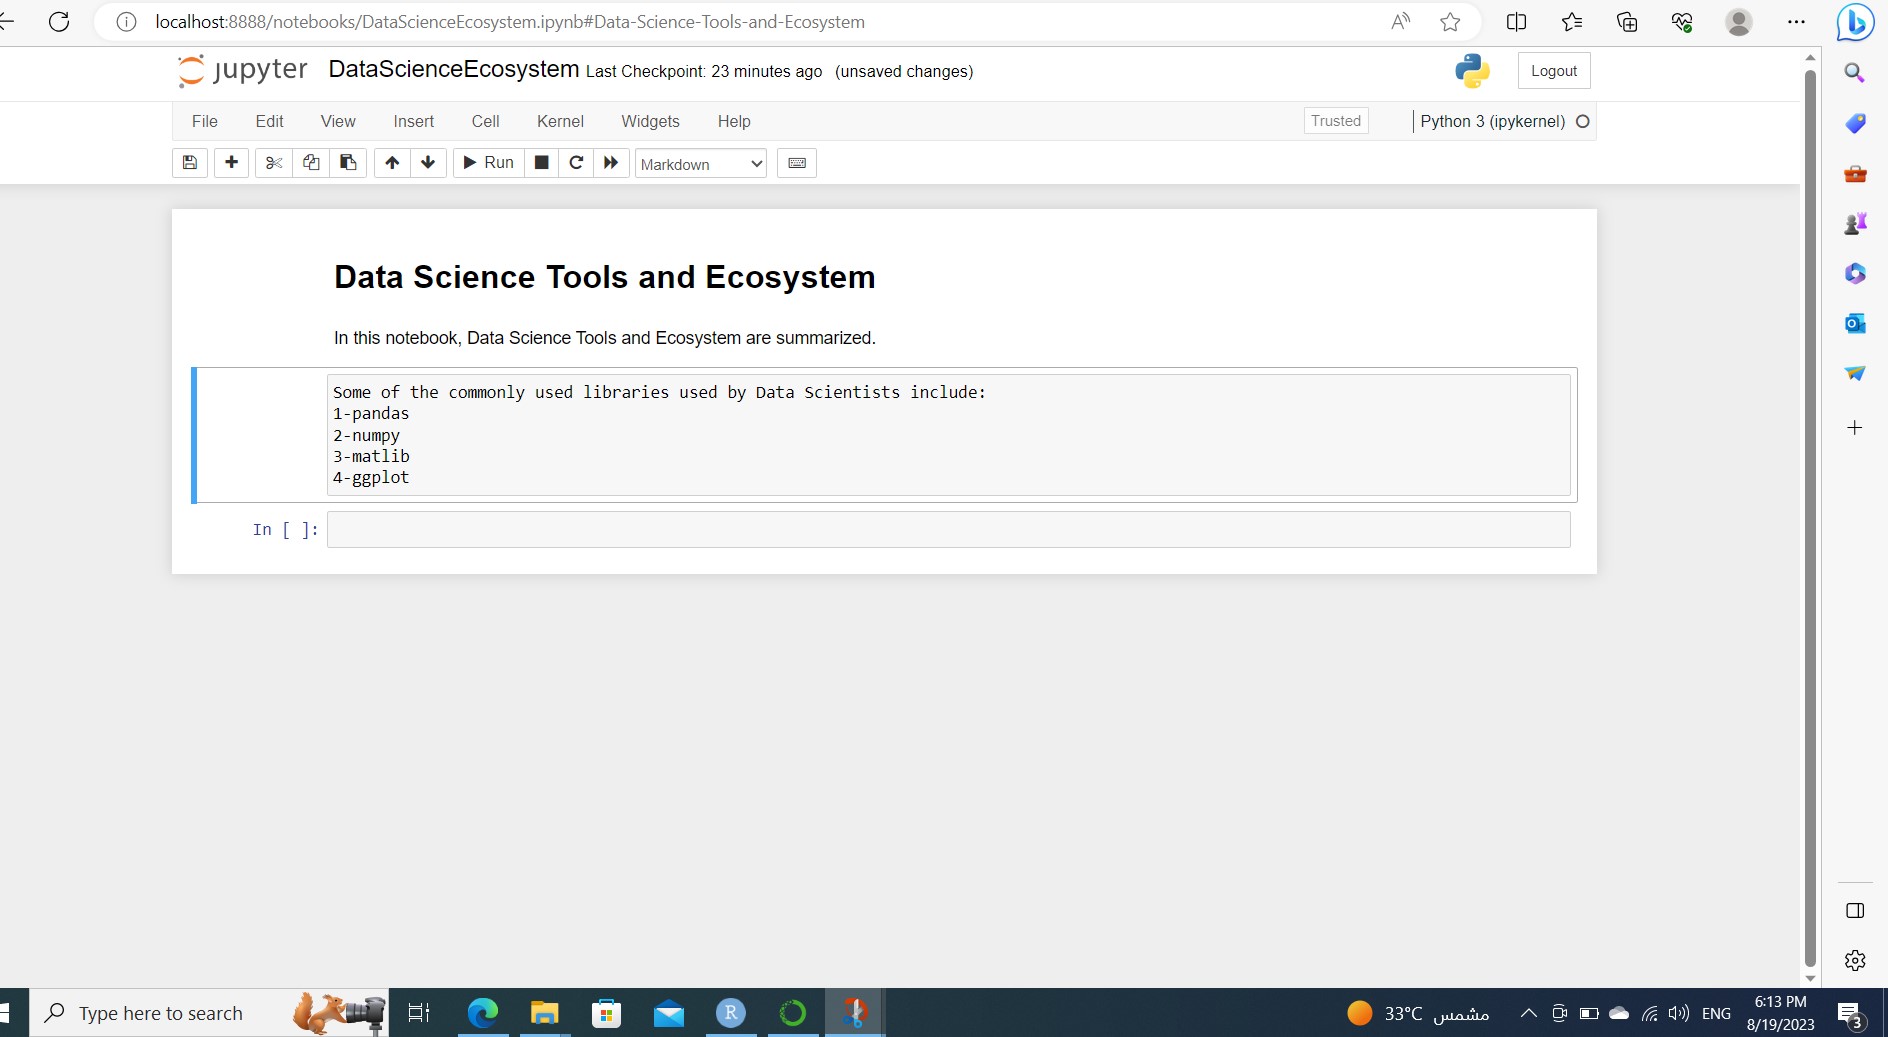 localhost:8888/notebooks/DataScienceEcosystem.ipynb#Data-Science-Tools-and-Ecosystem
jupyter DataScienceEcosystem Last Checkpoint: 23 minutes ago (unsaved changes) Logout
File Edit View Insert Cell Kernel Widgets Help Trusted Python 3 (ipykernel)
Run Markdown
Data Science Tools and Ecosystem
In this notebook, Data Science Tools and Ecosystem are summarized.
Some of the commonly used libraries used by Data Scientists include:
1-pandas
2-numpy
3-matlib
4-ggplot
In [ ]:
Type here to search R 33°C مشمس ENG 6:13 PM
8/19/2023 3